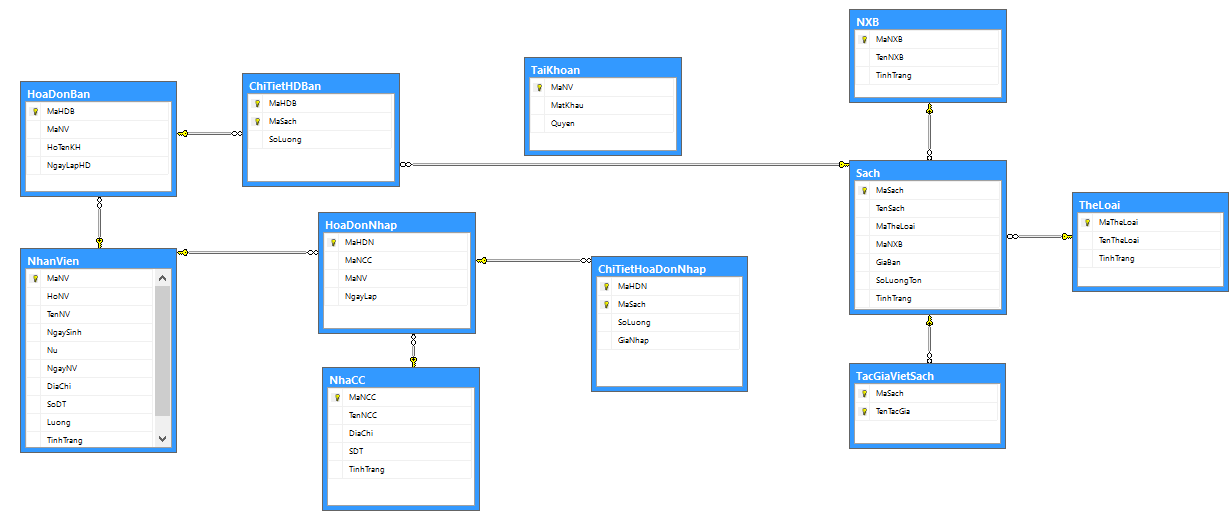 HoaDonBan
MaHDB
MaNV
HoTenKH
NgayLapHD
ChiTietHDBan
MaHDB
MaSach
SoLuong
TaiKhoan
MaNV
MatKhau
Quyen
NXB
MaNXB
TenNXB
TinhTrang
Sach
MaSach
TenSach
MaTheLoai
MaNXB
GiaBan
SoLuongTon
TinhTrang
TheLoai
MaTheLoai
TenTheLoai
TinhTrang
NhanVien
MaNV
HoNV
TenNV
NgaySinh
Nu
NgayNV
DiaChi
SoDT
Luong
TinhTrang
HoaDonNhap
MaHDN
MaNCC
MaNV
NgayLap
ChiTietHoaDonNhap
MaHDN
MaSach
SoLuong
GiaNhap
NhaCC
MaNCC
TenNCC
DiaChi
SDT
TinhTrang
TacGiaVietSach
MaSach
TenTacGia